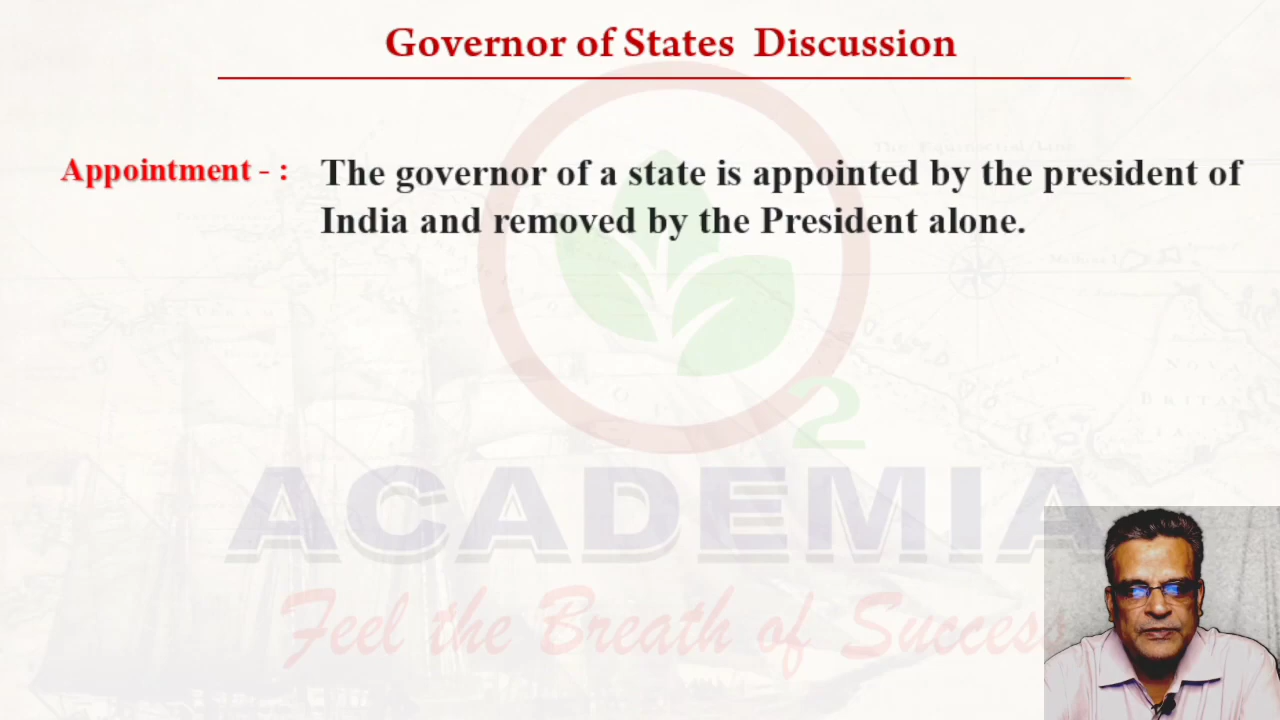 Governor of States Discussion
Appointment - : The governor of a state is appointed by the president of
India and removed by the President alone.
2
ACADEMIA
Feel the Breath of Success